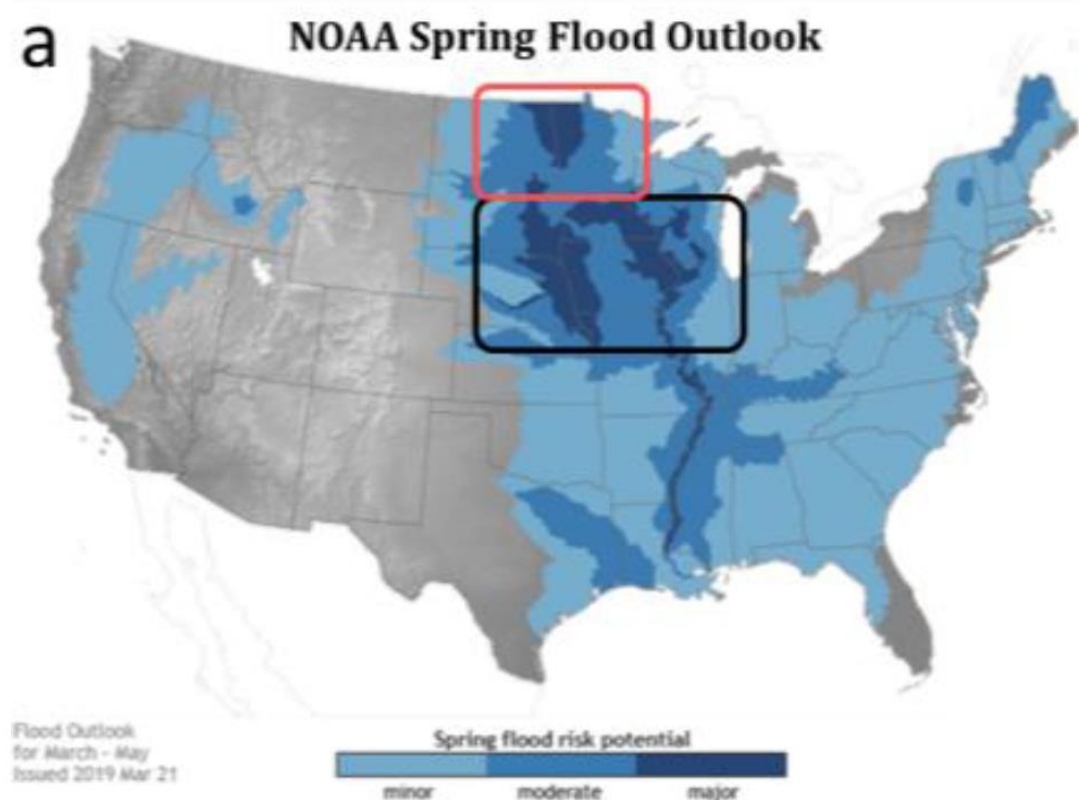 a
NOAA Spring Flood Outlook
Flood Outlook
for March - May
Issued 2019 Mar 21
Spring flood risk potential
minor moderate major